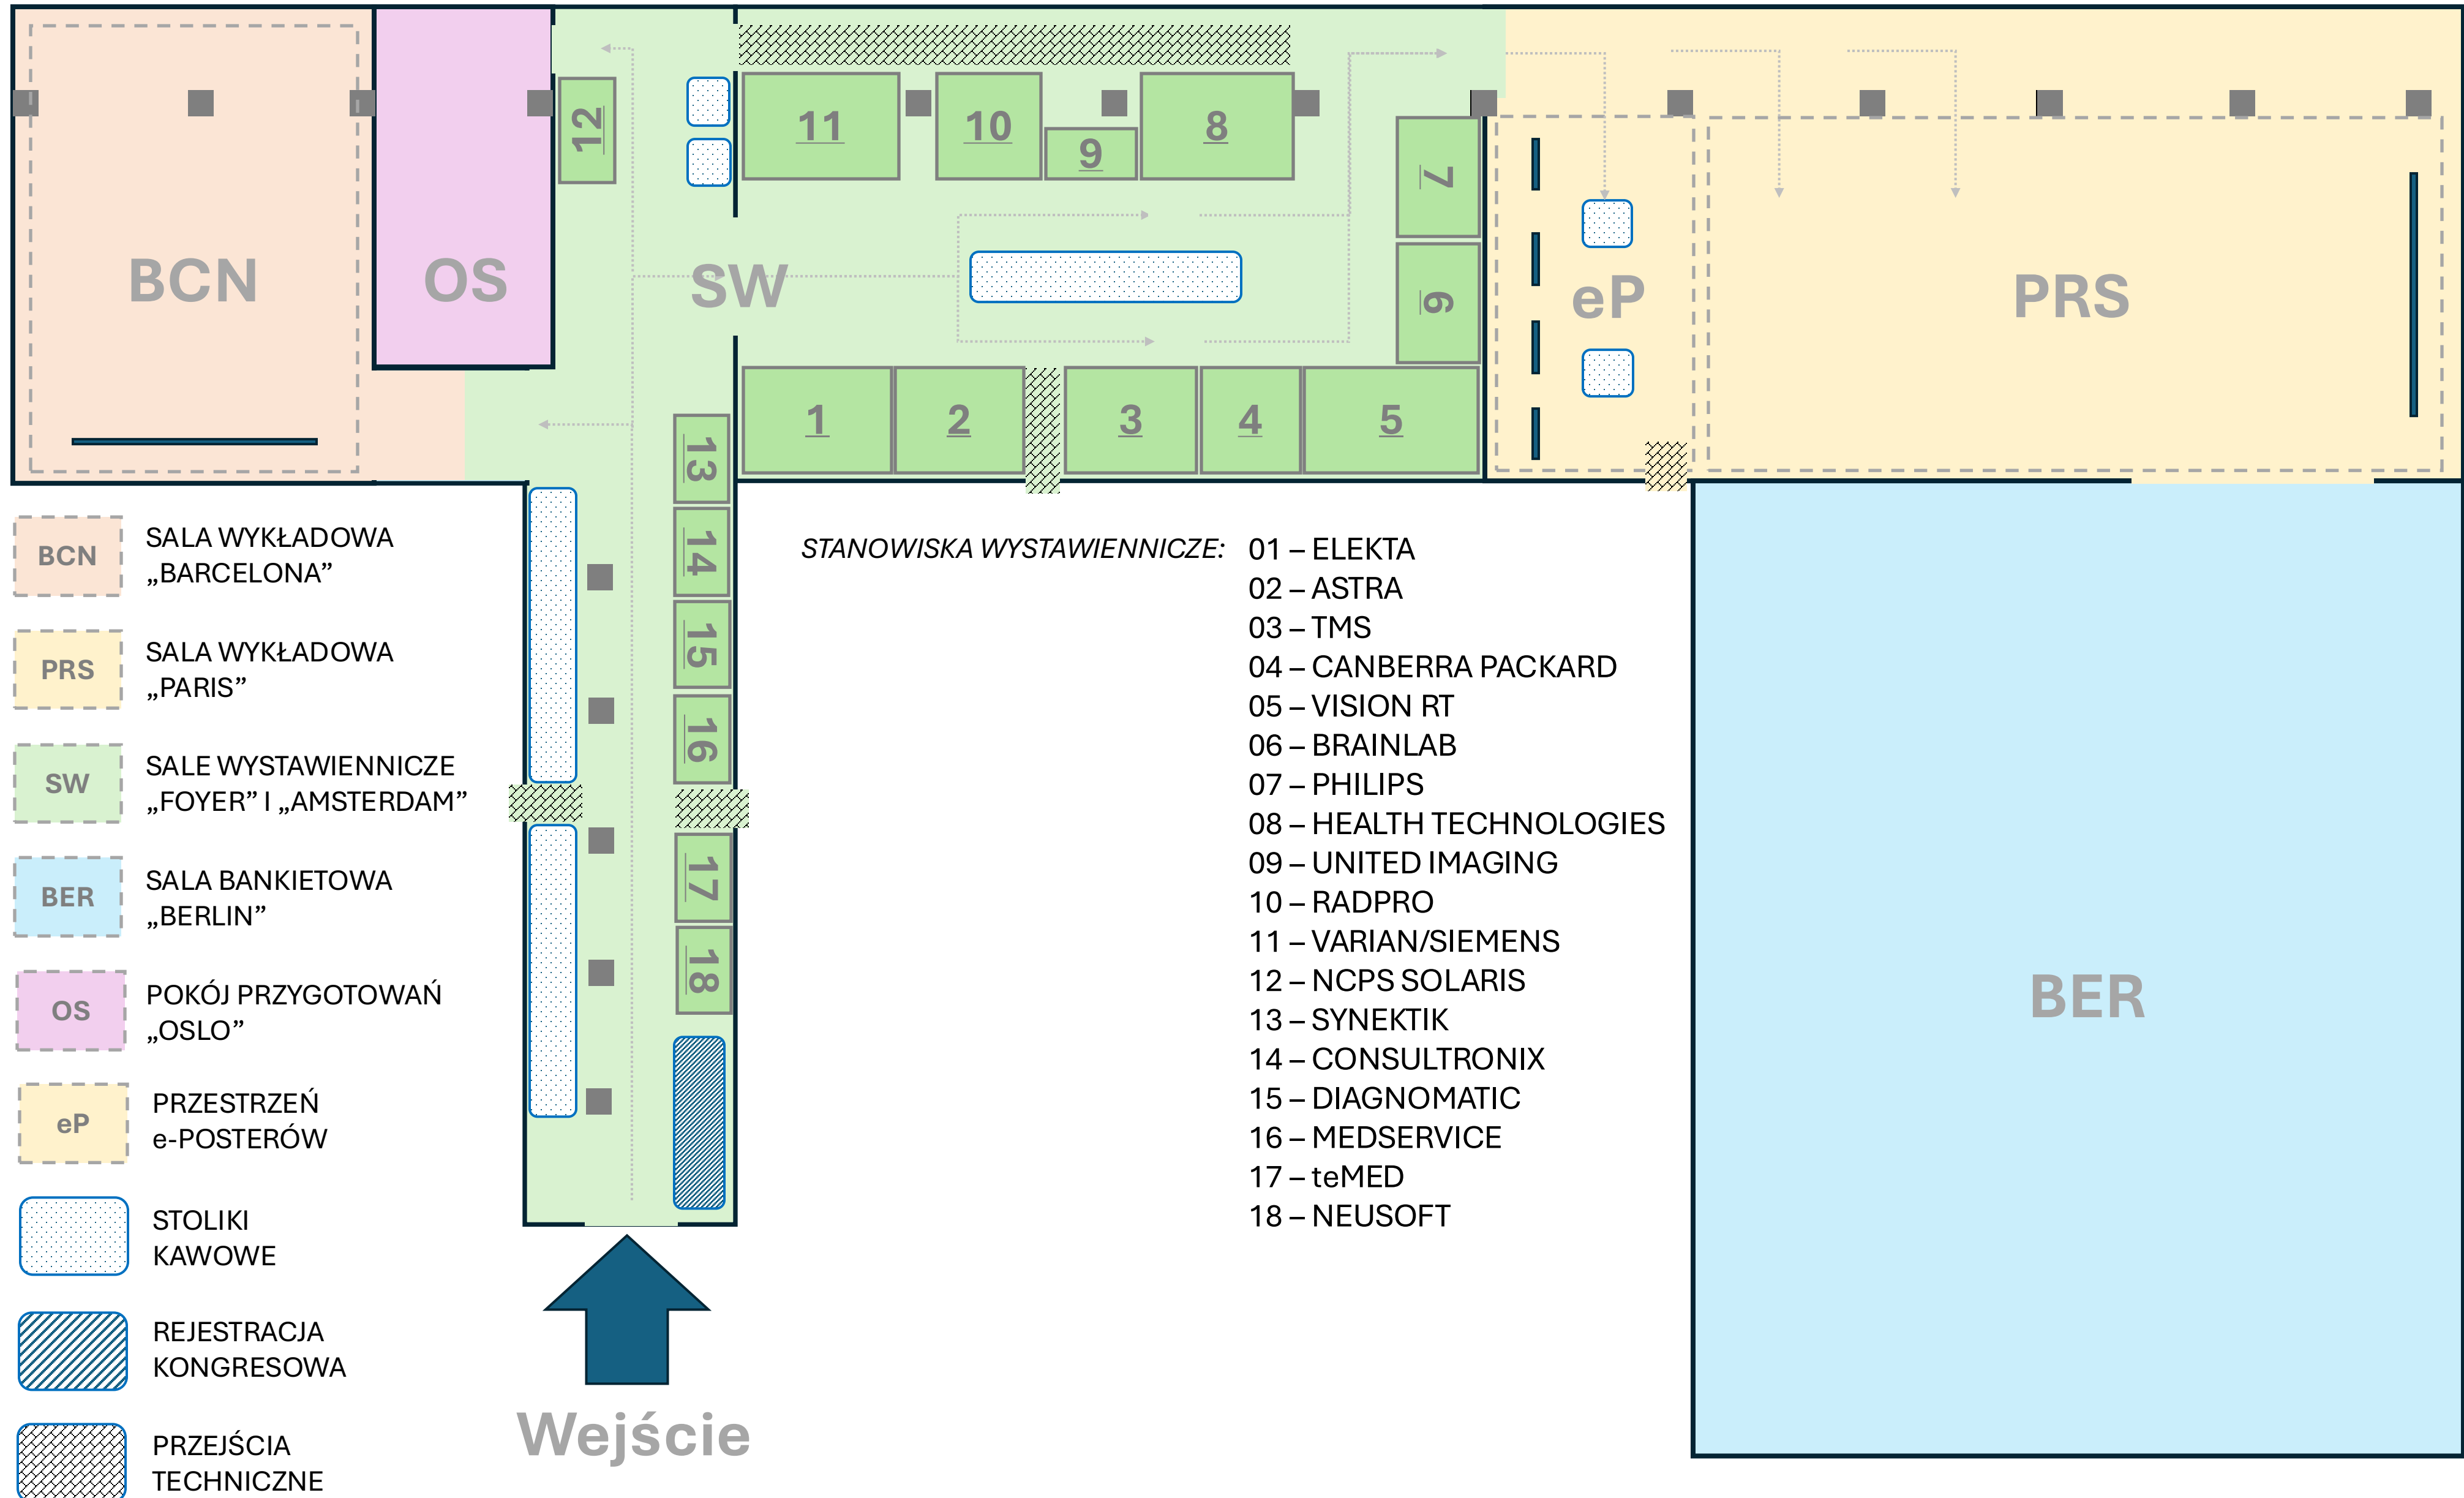 BCN
OS
SW
eP
PRS
12
11
10
9
8
7
6
1
2
3
4
5
13
14
15
16
17
18
BER
Wejście
BCN
SALA WYKŁADOWA
„BARCELONA”
PRS
SALA WYKŁADOWA
„PARIS”
SW
SALE WYSTAWIENNICZE
„FOYER” I „AMSTERDAM”
BER
SALA BANKIETOWA
„BERLIN”
OS
POKÓJ PRZYGOTOWAŃ
„OSLO”
eP
PRZESTRZEŃ
e-POSTERÓW
STOLIKI
KAWOWE
REJESTRACJA
KONGRESOWA
PRZEJŚCIA
TECHNICZNE
STANOWISKA WYSTAWIENNICZE:
01 – ELEKTA
02 – ASTRA
03 – TMS
04 – CANBERRA PACKARD
05 – VISION RT
06 – BRAINLAB
07 – PHILIPS
08 – HEALTH TECHNOLOGIES
09 – UNITED IMAGING
10 – RADPRO
11 – VARIAN/SIEMENS
12 – NCPS SOLARIS
13 – SYNEKTIK
14 – CONSULTRONIX
15 – DIAGNOMATIC
16 – MEDSERVICE
17 – teMED
18 – NEUSOFT